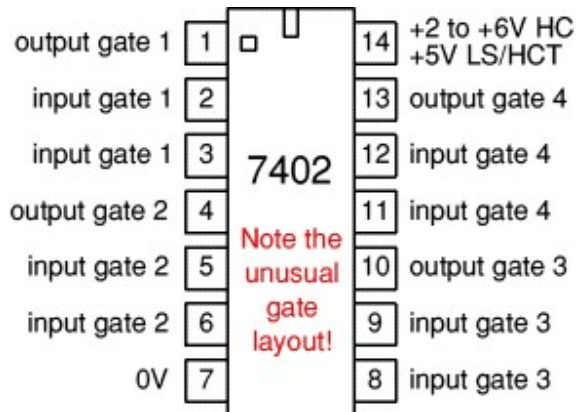 output gate 1 1 14 +2 to +6V HC
+5V LS/HCT
input gate 1 2 13 output gate 4
input gate 1 3 12 input gate 4
7402
output gate 2 4 11 input gate 4
Note the
unusual
gate
layout!
input gate 2 5 10 output gate 3
input gate 2 6 9 input gate 3
0V 7 8 input gate 3